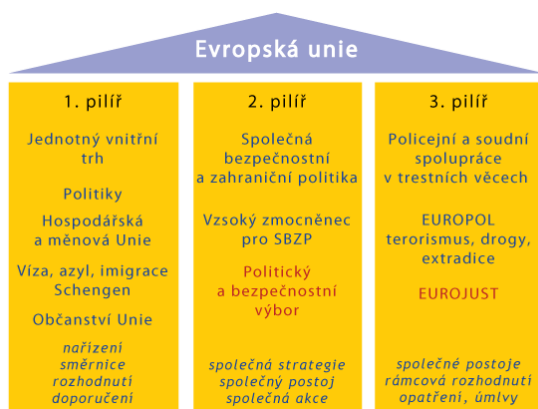 Evropská unie
1. pilíř
Jednotný vnitřní
trh
Politiky
Hospodářská
a měnová Unie
Víza, azyl, imigrace
Schengen
Občanství Unie
nařízení
směrnice
rozhodnutí
doporučení
2. pilíř
Společná
bezpečnostní
a zahraniční politika
Vzsoký zmocněnec
pro SBZP
Politický
a bezpečnostní
výbor
společná strategie
společný postoj
společná akce
3. pilíř
Policejní a soudní
spolupráce
v trestních věcech
EUROPOL
terorismus, drogy,
extradice
EUROJUST
společné postoje
rámcová rozhodnutí
opatření, úmlvy